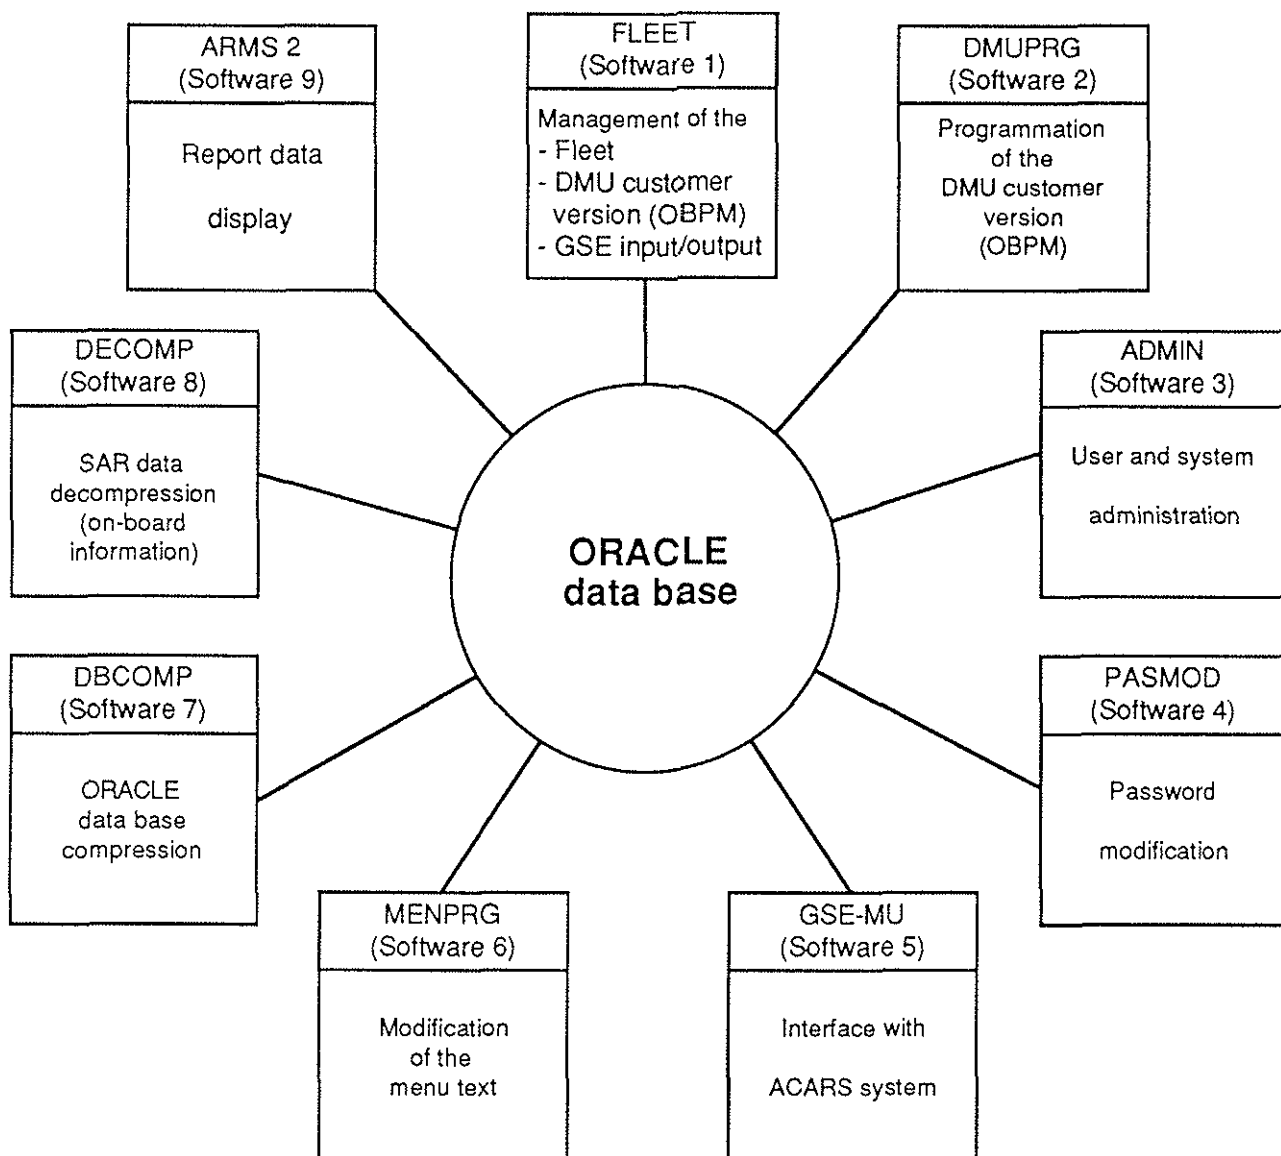 ARMS 2
(Software 9)
Report data
display
FLEET
(Software 1)
Management of the
- Fleet
- DMU customer
version (OBPM)
- GSE input/output
DMUPRG
(Software 2)
Programmation
of the
DMU customer
version
(OBPM)
DECOMP
(Software 8)
SAR data
decompression
(on-board
information)
ADMIN
(Software 3)
User and system
administration
ORACLE
data base
DBCOMP
(Software 7)
ORACLE
data base
compression
PASMOD
(Software 4)
Password
modification
MENPRG
(Software 6)
Modification
of the
menu text
GSE-MU
(Software 5)
Interface with
ACARS system